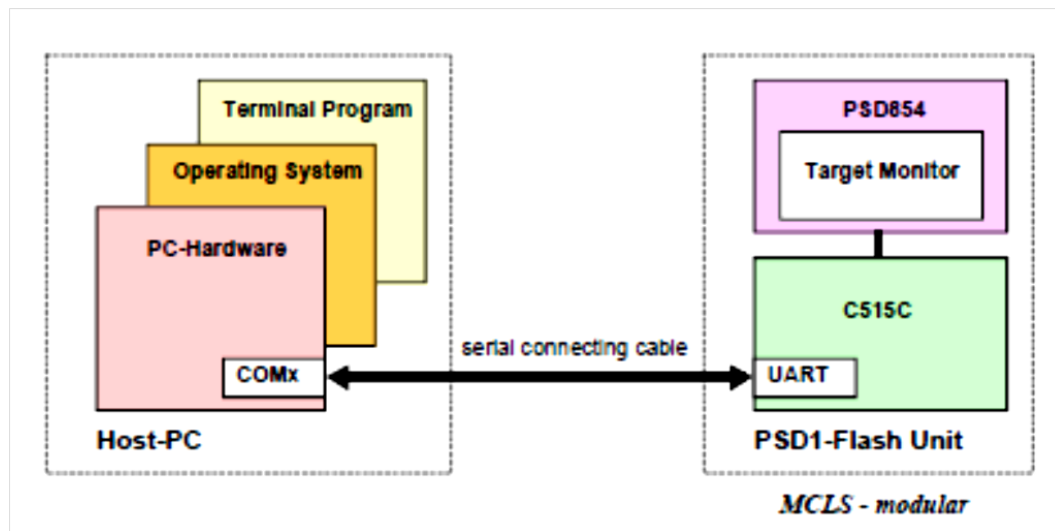 Terminal Program
Operating System
PC-Hardware
COMx
Host-PC
serial connecting cable
PSD854
Target Monitor
C515C
UART
PSD1-Flash Unit
MCLS - modular